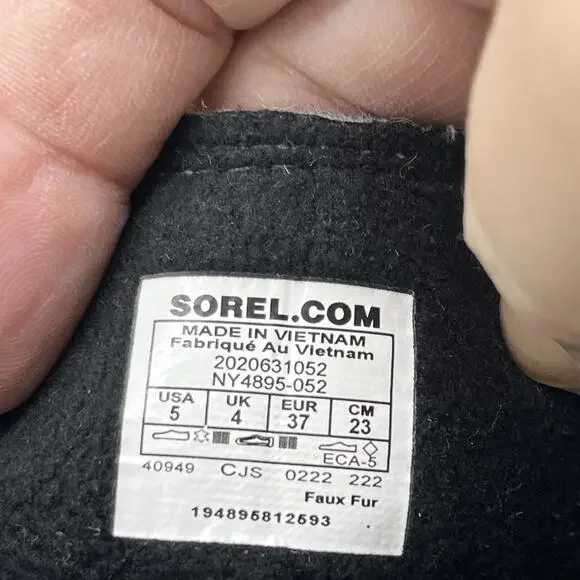 SOREL.COM
MADE IN VIETNAM
Fabriqué Au Vietnam
2020631052
NY4895-052
USA UK EUR CM
5 4 37 23
ECA-5
40949 CJS 0222 222
Faux Fur
194895812593